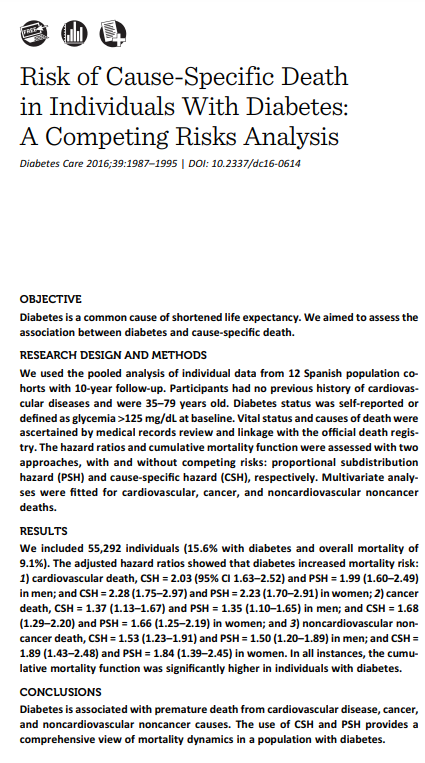 FREE
Risk of Cause-Specific Death
in Individuals With Diabetes:
A Competing Risks Analysis
Diabetes Care 2016;39:1987–1995 | DOI: 10.2337/dc16-0614
OBJECTIVE
Diabetes is a common cause of shortened life expectancy. We aimed to assess the
association between diabetes and cause-specific death.
RESEARCH DESIGN AND METHODS
We used the pooled analysis of individual data from 12 Spanish population co-
horts with 10-year follow-up. Participants had no previous history of cardiovas-
cular diseases and were 35–79 years old. Diabetes status was self-reported or
defined as glycemia >125 mg/dL at baseline. Vital status and causes of death were
ascertained by medical records review and linkage with the official death regis-
try. The hazard ratios and cumulative mortality function were assessed with two
approaches, with and without competing risks: proportional subdistribution
hazard (PSH) and cause-specific hazard (CSH), respectively. Multivariate analy-
ses were fitted for cardiovascular, cancer, and noncardiovascular noncancer
deaths.
RESULTS
We included 55,292 individuals (15.6% with diabetes and overall mortality of
9.1%). The adjusted hazard ratios showed that diabetes increased mortality risk:
1) cardiovascular death, CSH = 2.03 (95% CI 1.63–2.52) and PSH = 1.99 (1.60–2.49)
in men; and CSH = 2.28 (1.75–2.97) and PSH = 2.23 (1.70–2.91) in women; 2) cancer
death, CSH = 1.37 (1.13–1.67) and PSH = 1.35 (1.10–1.65) in men; and CSH = 1.68
(1.29–2.20) and PSH = 1.66 (1.25–2.19) in women; and 3) noncardiovascular non-
cancer death, CSH = 1.53 (1.23–1.91) and PSH = 1.50 (1.20–1.89) in men; and CSH =
1.89 (1.43–2.48) and PSH = 1.84 (1.39–2.45) in women. In all instances, the cumu-
lative mortality function was significantly higher in individuals with diabetes.
CONCLUSIONS
Diabetes is associated with premature death from cardiovascular disease, cancer,
and noncardiovascular noncancer causes. The use of CSH and PSH provides a
comprehensive view of mortality dynamics in a population with diabetes.